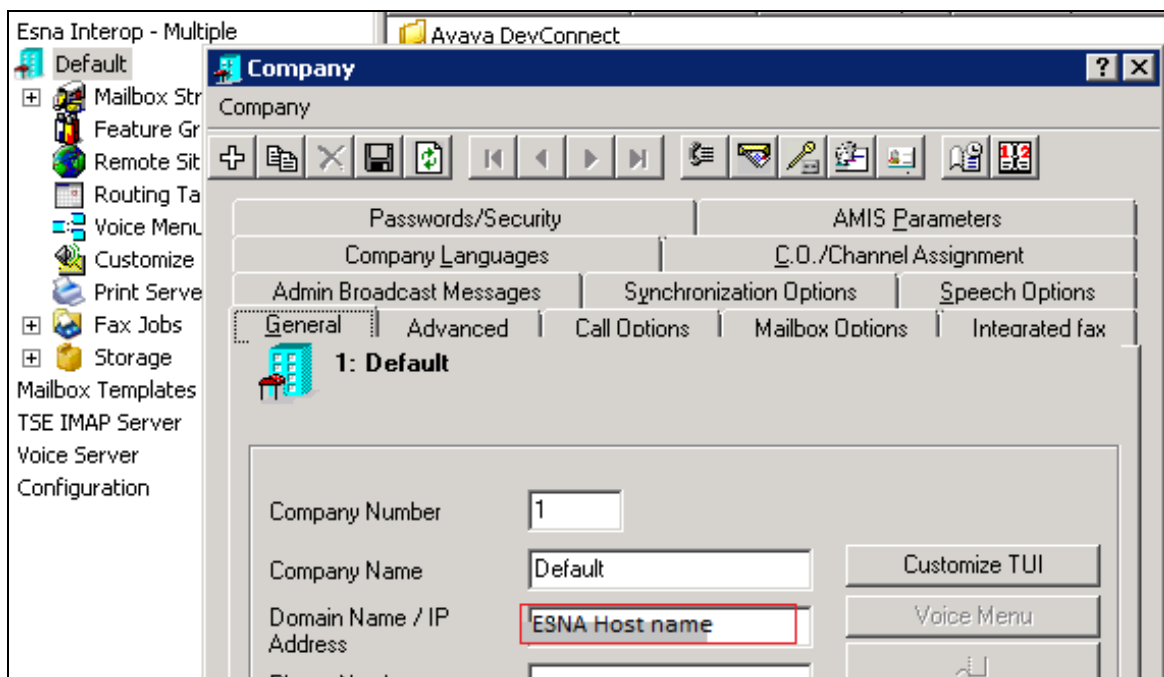 Esna Interop - Multiple
Default
Mailbox Str
Feature Gr
Remote Sit
Routing Ta
Voice Menu
Customize
Print Serve
Fax Jobs
Storage
Mailbox Templates
TSE IMAP Server
Voice Server
Configuration
Avaya DevConnect
Company
Company
Passwords/Security
AMIS Parameters
Company Languages
C.O./Channel Assignment
Admin Broadcast Messages
Synchronization Options
Speech Options
General
Advanced
Call Options
Mailbox Options
Integrated fax
1: Default
Company Number
1
Company Name
Default
Customize TUI
Domain Name / IP
Address
ESNA Host name
Voice Menu